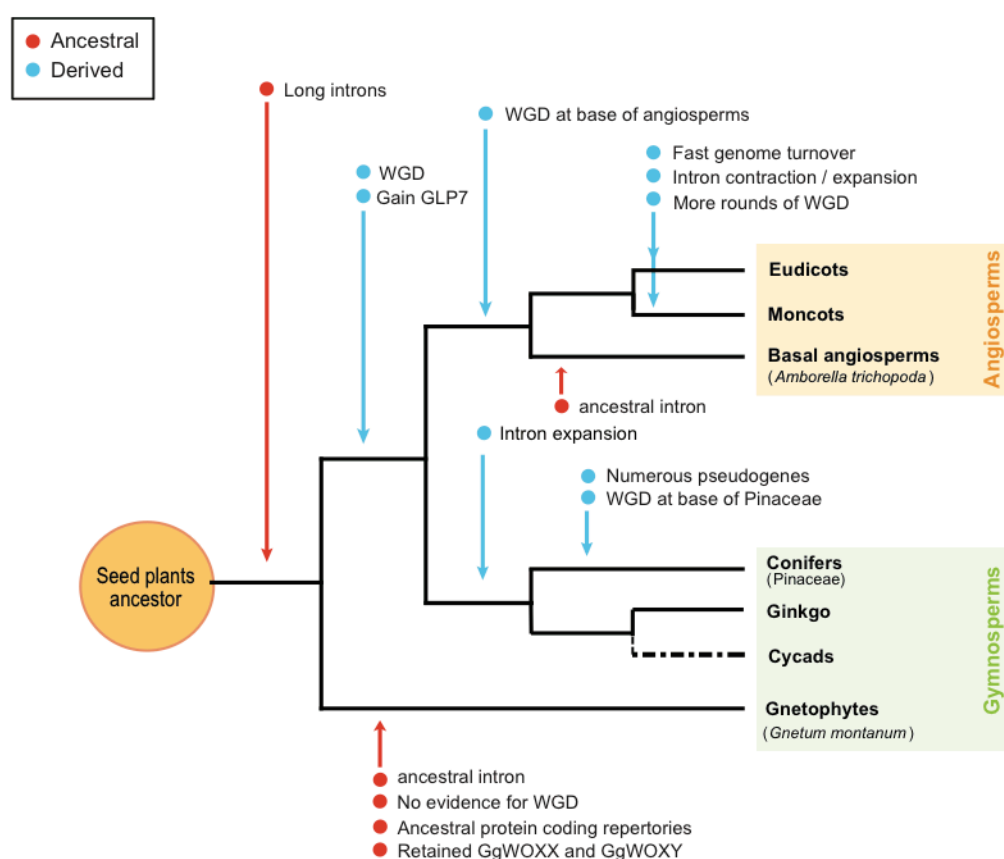 Ancestral
Derived
Long introns
WGD at base of angiosperms
Fast genome turnover
Intron contraction / expansion
More rounds of WGD
WGD
Gain GLP7
Eudicots
Moncots
Basal angiosperms
(Amborella trichopoda)
Angiosperms
ancestral intron
Intron expansion
Numerous pseudogenes
WGD at base of Pinaceae
Seed plants
ancestor
Conifers
(Pinaceae)
Ginkgo
Cycads
Gnetophytes
(Gnetum montanum)
Gymnosperms
ancestral intron
No evidence for WGD
Ancestral protein coding repertories
Retained GgWOXX and GgWOXY